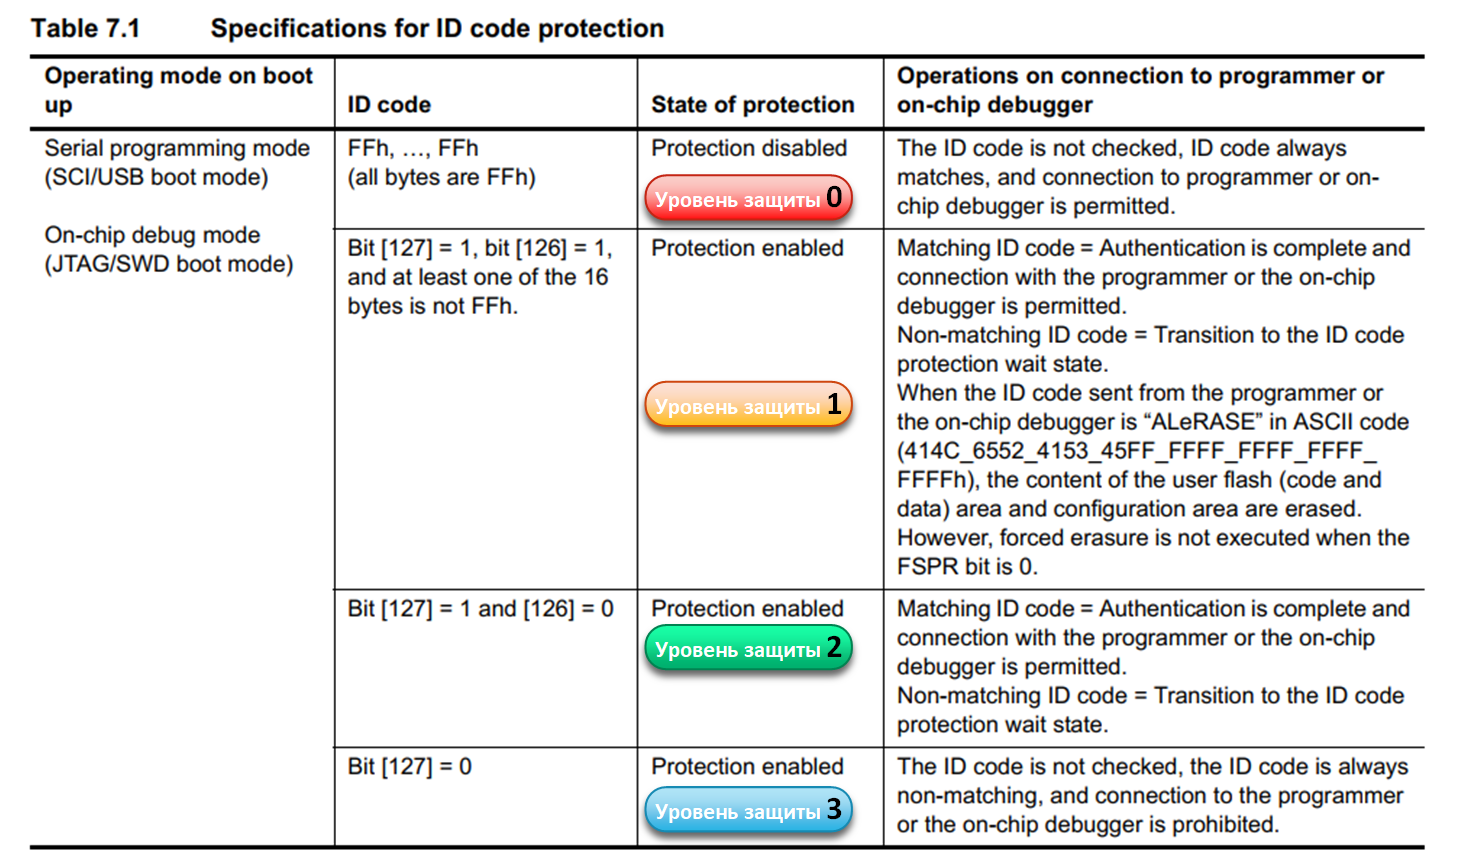 Table 7.1 Specifications for ID code protection
Operating mode on boot
up
ID code
State of protection
Operations on connection to programmer or
on-chip debugger
Serial programming mode
(SCI/USB boot mode)
On-chip debug mode
(JTAG/SWD boot mode)
FFh, …, FFh
(all bytes are FFh)
Protection disabled
Уровень защиты 0
The ID code is not checked, ID code always
matches, and connection to programmer or on-
chip debugger is permitted.
Bit [127] = 1, bit [126] = 1,
and at least one of the 16
bytes is not FFh.
Protection enabled
Уровень защиты 1
Matching ID code = Authentication is complete and
connection with the programmer or the on-chip
debugger is permitted.
Non-matching ID code = Transition to the ID code
protection wait state.
When the ID code sent from the programmer or
the on-chip debugger is “ALeRASE” in ASCII code
(414C_6552_4153_45FF_FFFF_FFFF_FFFF_
FFFFh), the content of the user flash (code and
data) area and configuration area are erased.
However, forced erasure is not executed when the
FSPR bit is 0.
Bit [127] = 1 and [126] = 0
Protection enabled
Уровень защиты 2
Matching ID code = Authentication is complete and
connection with the programmer or the on-chip
debugger is permitted.
Non-matching ID code = Transition to the ID code
protection wait state.
Bit [127] = 0
Protection enabled
Уровень защиты 3
The ID code is not checked, the ID code is always
non-matching, and connection to the programmer
or the on-chip debugger is prohibited.